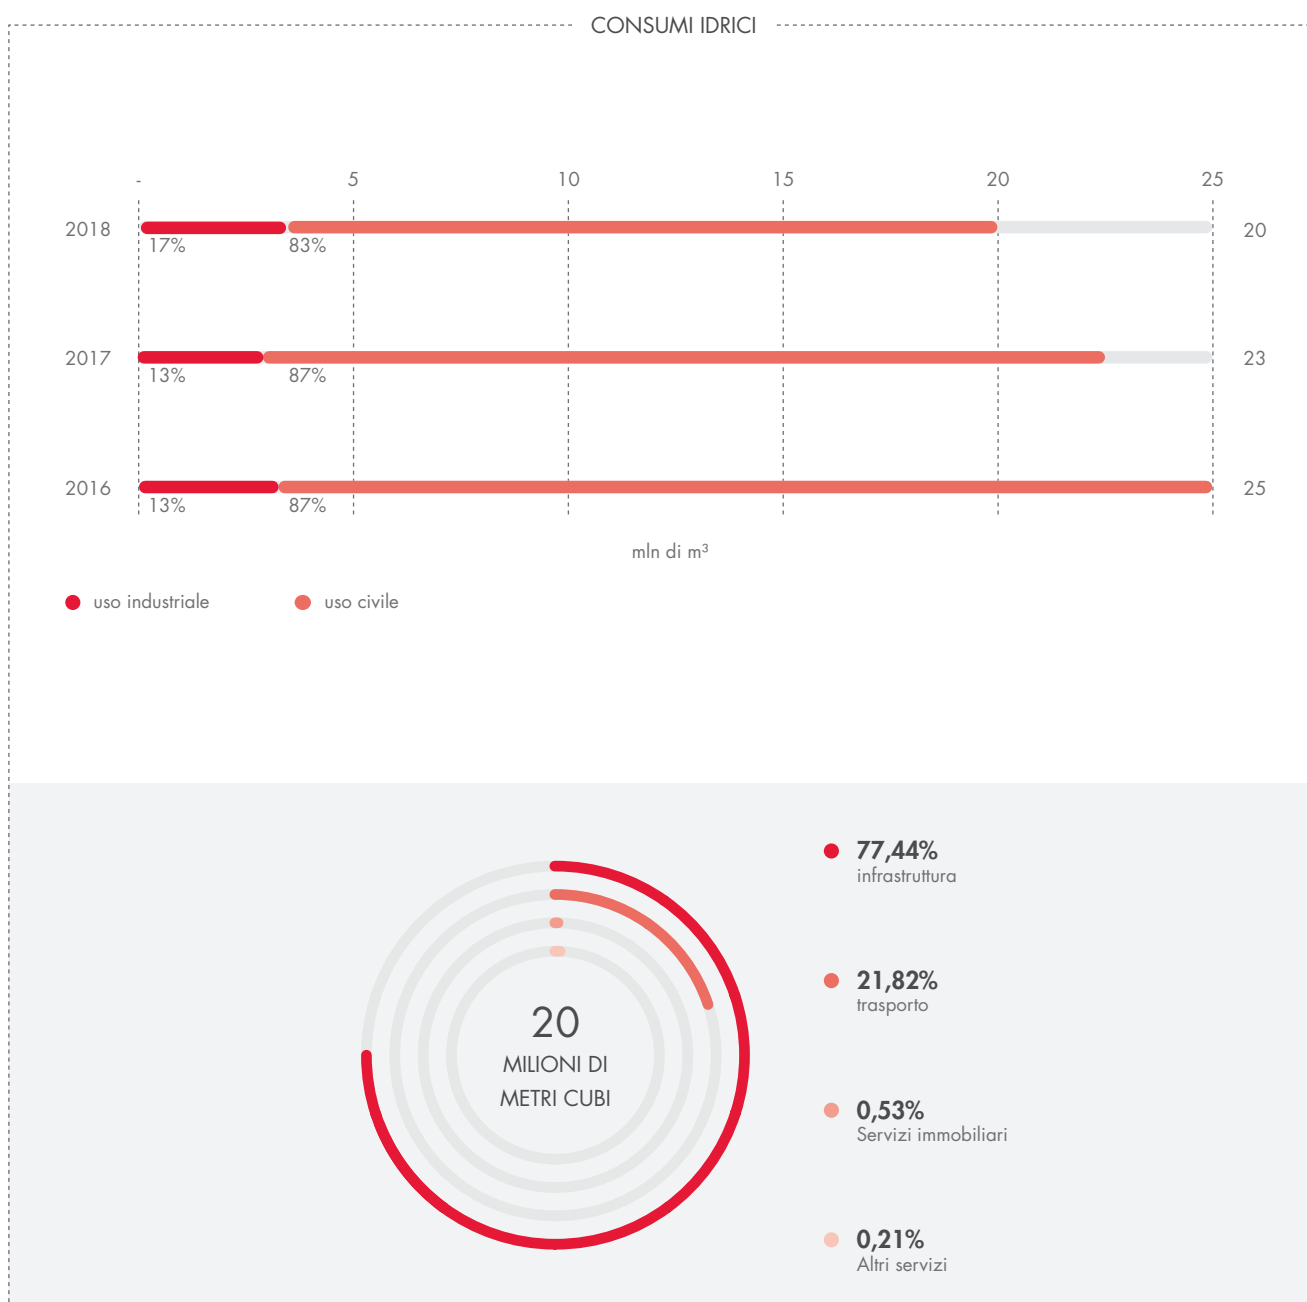 CONSUMI IDRICI
- 5 10 15 20 25
2018 20
17% 83%
2017 23
13% 87%
2016 25
13% 87%
mln di m³
uso industriale uso civile
77,44%
infrastruttura
21,82%
trasporto
0,53%
Servizi immobiliari
0,21%
Altri servizi
20
MILIONI DI
METRI CUBI